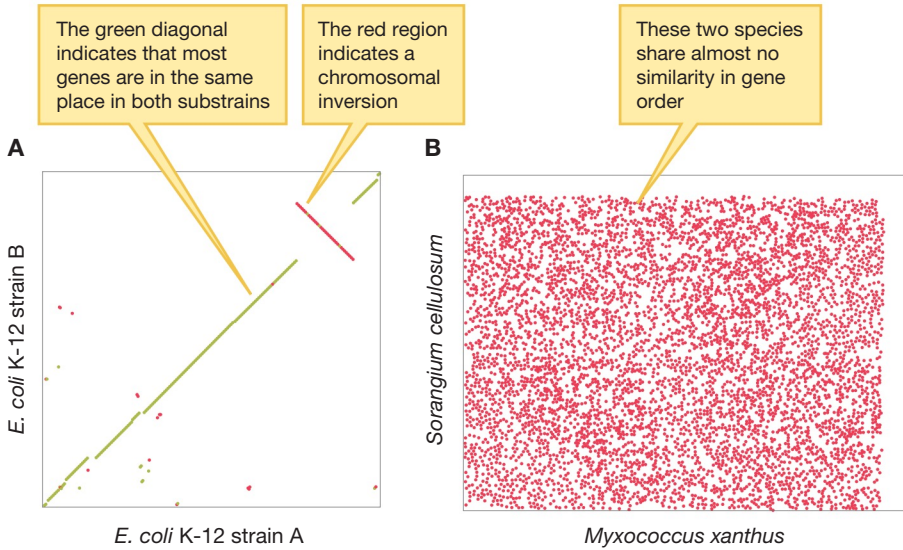 The green diagonal
indicates that most
genes are in the same
place in both substrains
The red region
indicates a
chromosomal
inversion
These two species
share almost no
similarity in gene
order
A
B
E. coli K-12 strain B
E. coli K-12 strain A
Sorangium cellulosum
Myxococcus xanthus